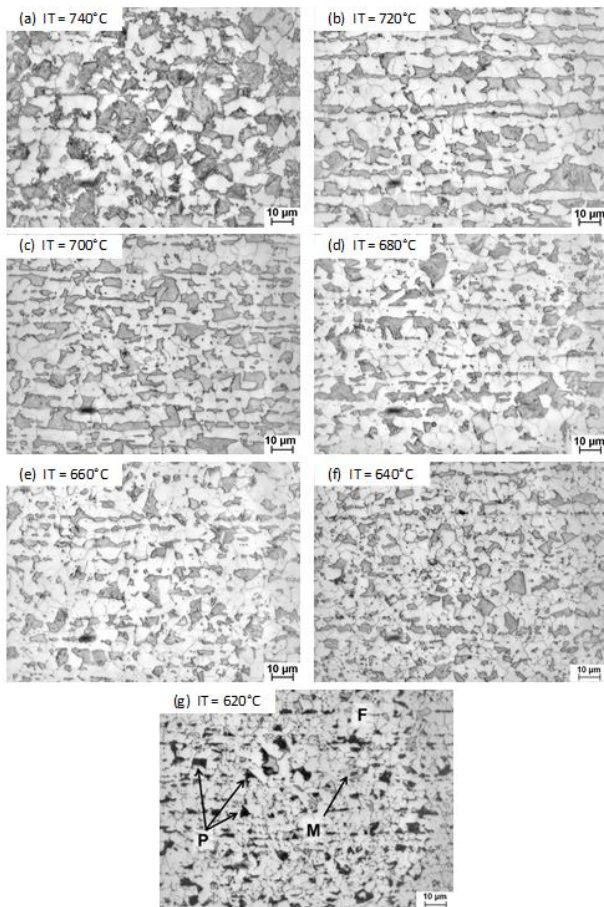 (a) IT = 740°C
10 µm
(b) IT = 720°C
10 µm
(c) IT = 700°C
10 µm
(d) IT = 680°C
10 µm
(e) IT = 660°C
10 µm
(f) IT = 640°C
10 µm
(g) IT = 620°C
F
P
M
10 µm